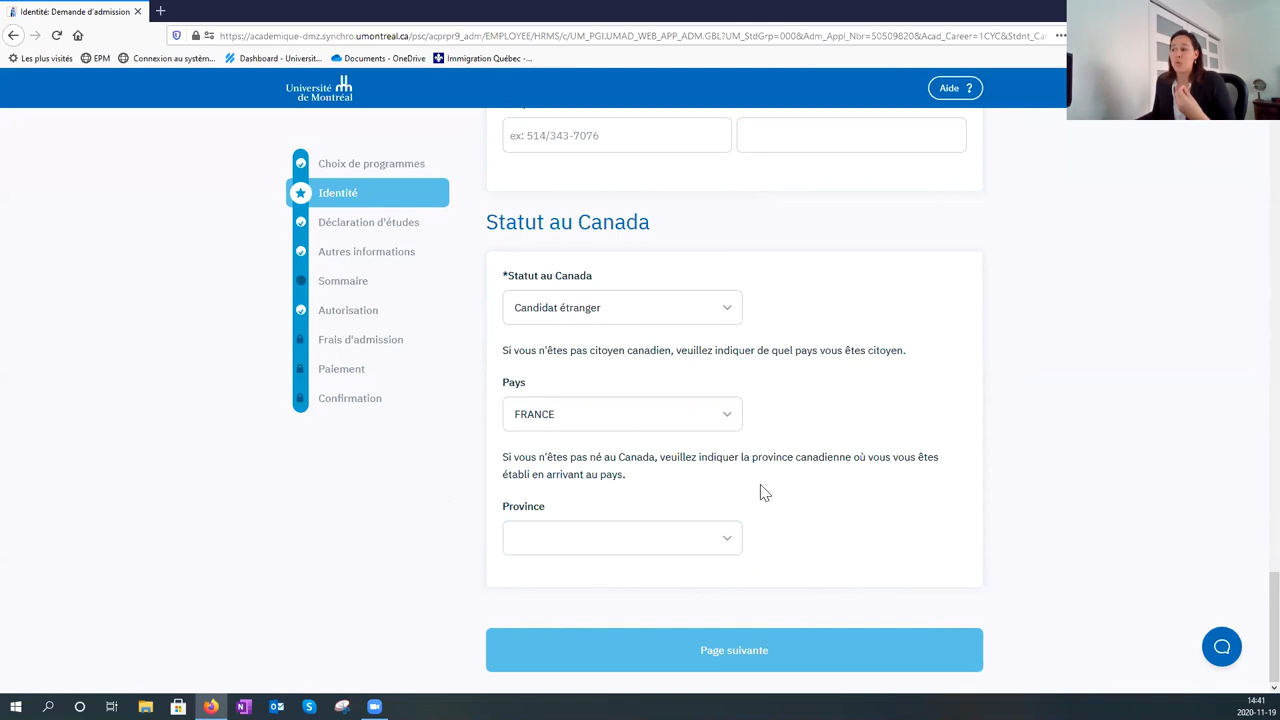 Identité: Demande d'admission
https://academique-dmz.synchro.umontreal.ca/psc/acprpr9_adm/EMPLOYEE/HRMS/c/UM_PGI.UMAD_WEB_APP_ADM.GBL?UM_StdGrp=000&Adm_Appl_Nbr=50509820&Acad_Career=1CYC&Stdnt_Ca
Les plus visités
EPM
Connexion au systèm...
Dashboard - Universit...
Documents - OneDrive
Immigration Québec -...
Université
de Montréal
Aide ?
ex: 514/343-7076
Choix de programmes
Identité
Déclaration d'études
Autres informations
Sommaire
Autorisation
Frais d'admission
Paiement
Confirmation
Statut au Canada
*Statut au Canada
Candidat étranger
Si vous n'êtes pas citoyen canadien, veuillez indiquer de quel pays vous êtes citoyen.
Pays
FRANCE
Si vous n'êtes pas né au Canada, veuillez indiquer la province canadienne où vous vous êtes
établi en arrivant au pays.
Province
Page suivante
14:41
2020-11-19